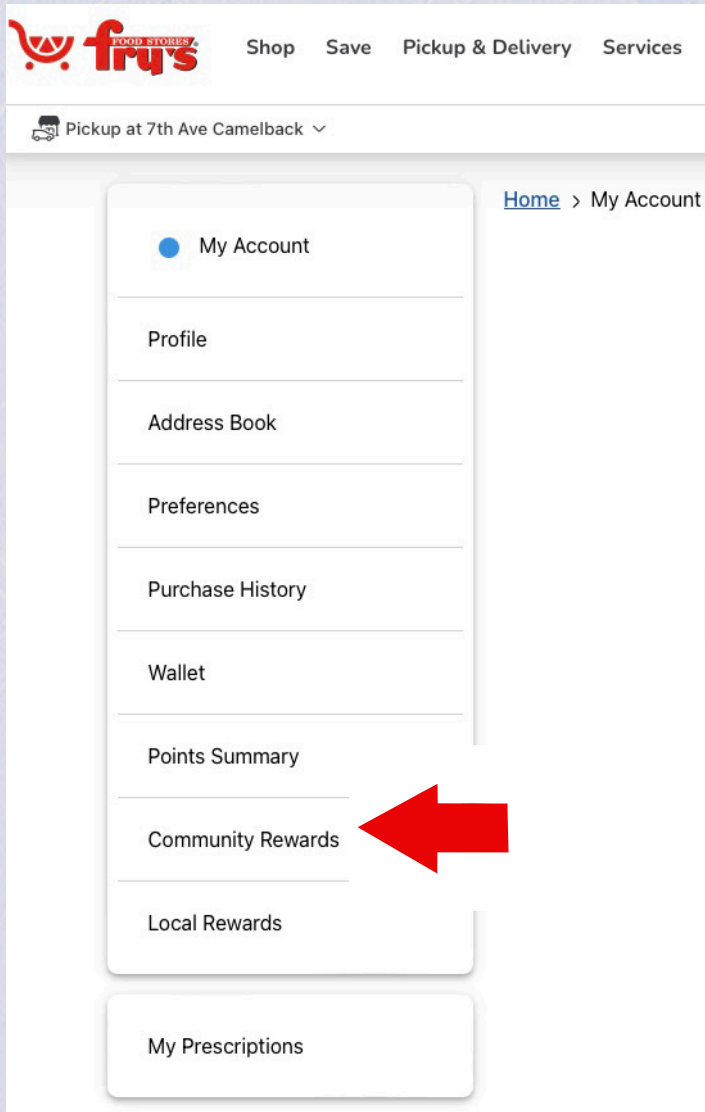 FOOD STORES
fry's
Shop Save Pickup & Delivery Services
Pickup at 7th Ave Camelback
Home > My Account
My Account
Profile
Address Book
Preferences
Purchase History
Wallet
Points Summary
Community Rewards
Local Rewards
My Prescriptions